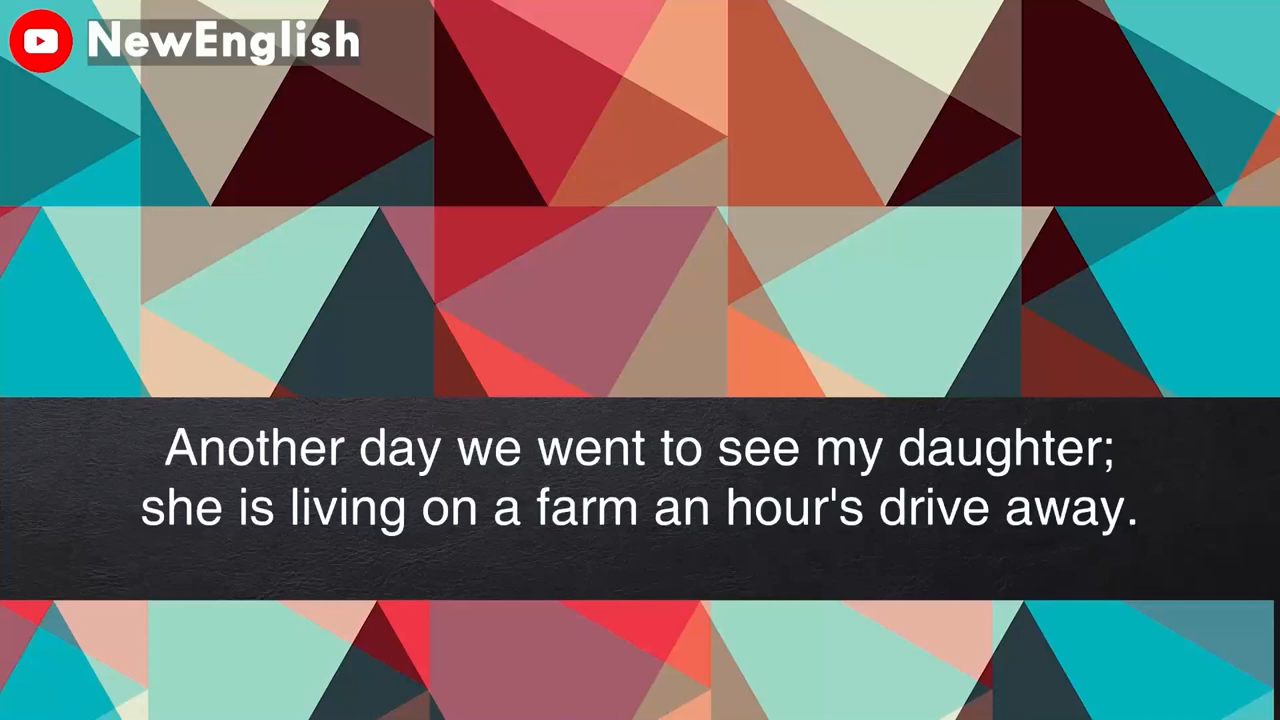 NewEnglish
Another day we went to see my daughter;
she is living on a farm an hour's drive away.